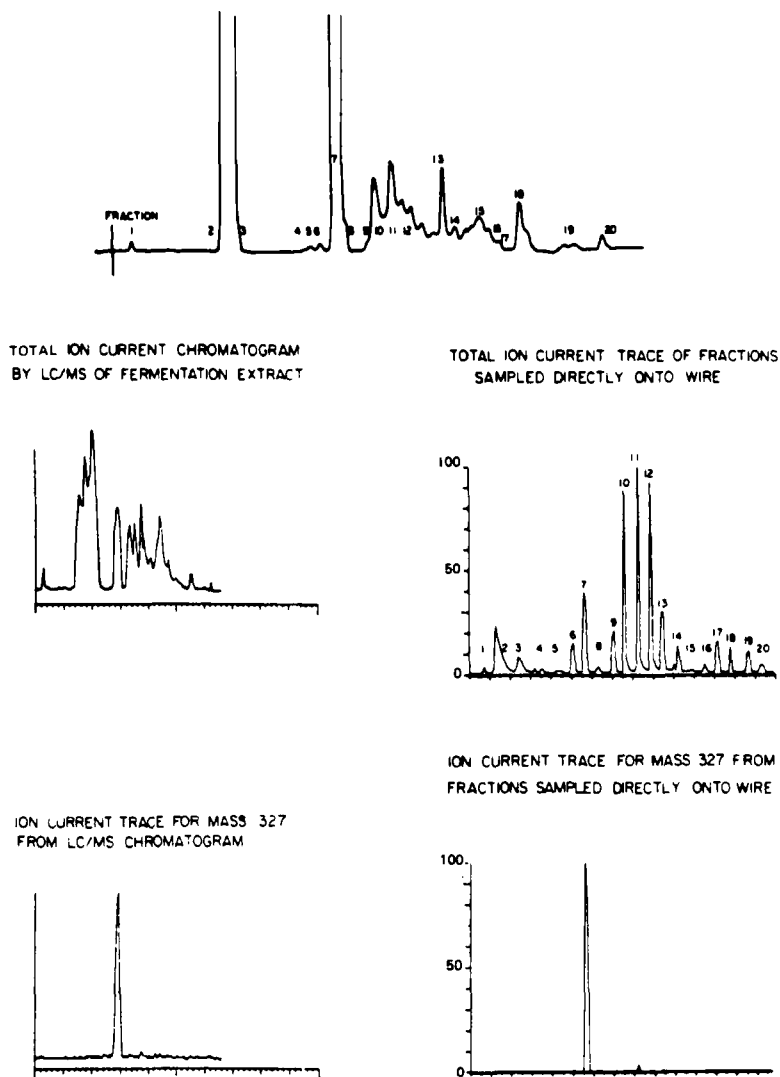 FRACTION
1 2 3 4 5 6 7 8 9 10 11 12 13 14 15 16 17 18 19 20
TOTAL ION CURRENT CHROMATOGRAM
BY LC/MS OF FERMENTATION EXTRACT
TOTAL ION CURRENT TRACE OF FRACTIONS
SAMPLED DIRECTLY ONTO WIRE
100
50
0
1 2 3 4 5 6 7 8 9 10 11 12 13 14 15 16 17 18 19 20
ION CURRENT TRACE FOR MASS 327 FROM
FRACTIONS SAMPLED DIRECTLY ONTO WIRE
ION CURRENT TRACE FOR MASS 327
FROM LC/MS CHROMATOGRAM
100
50
0